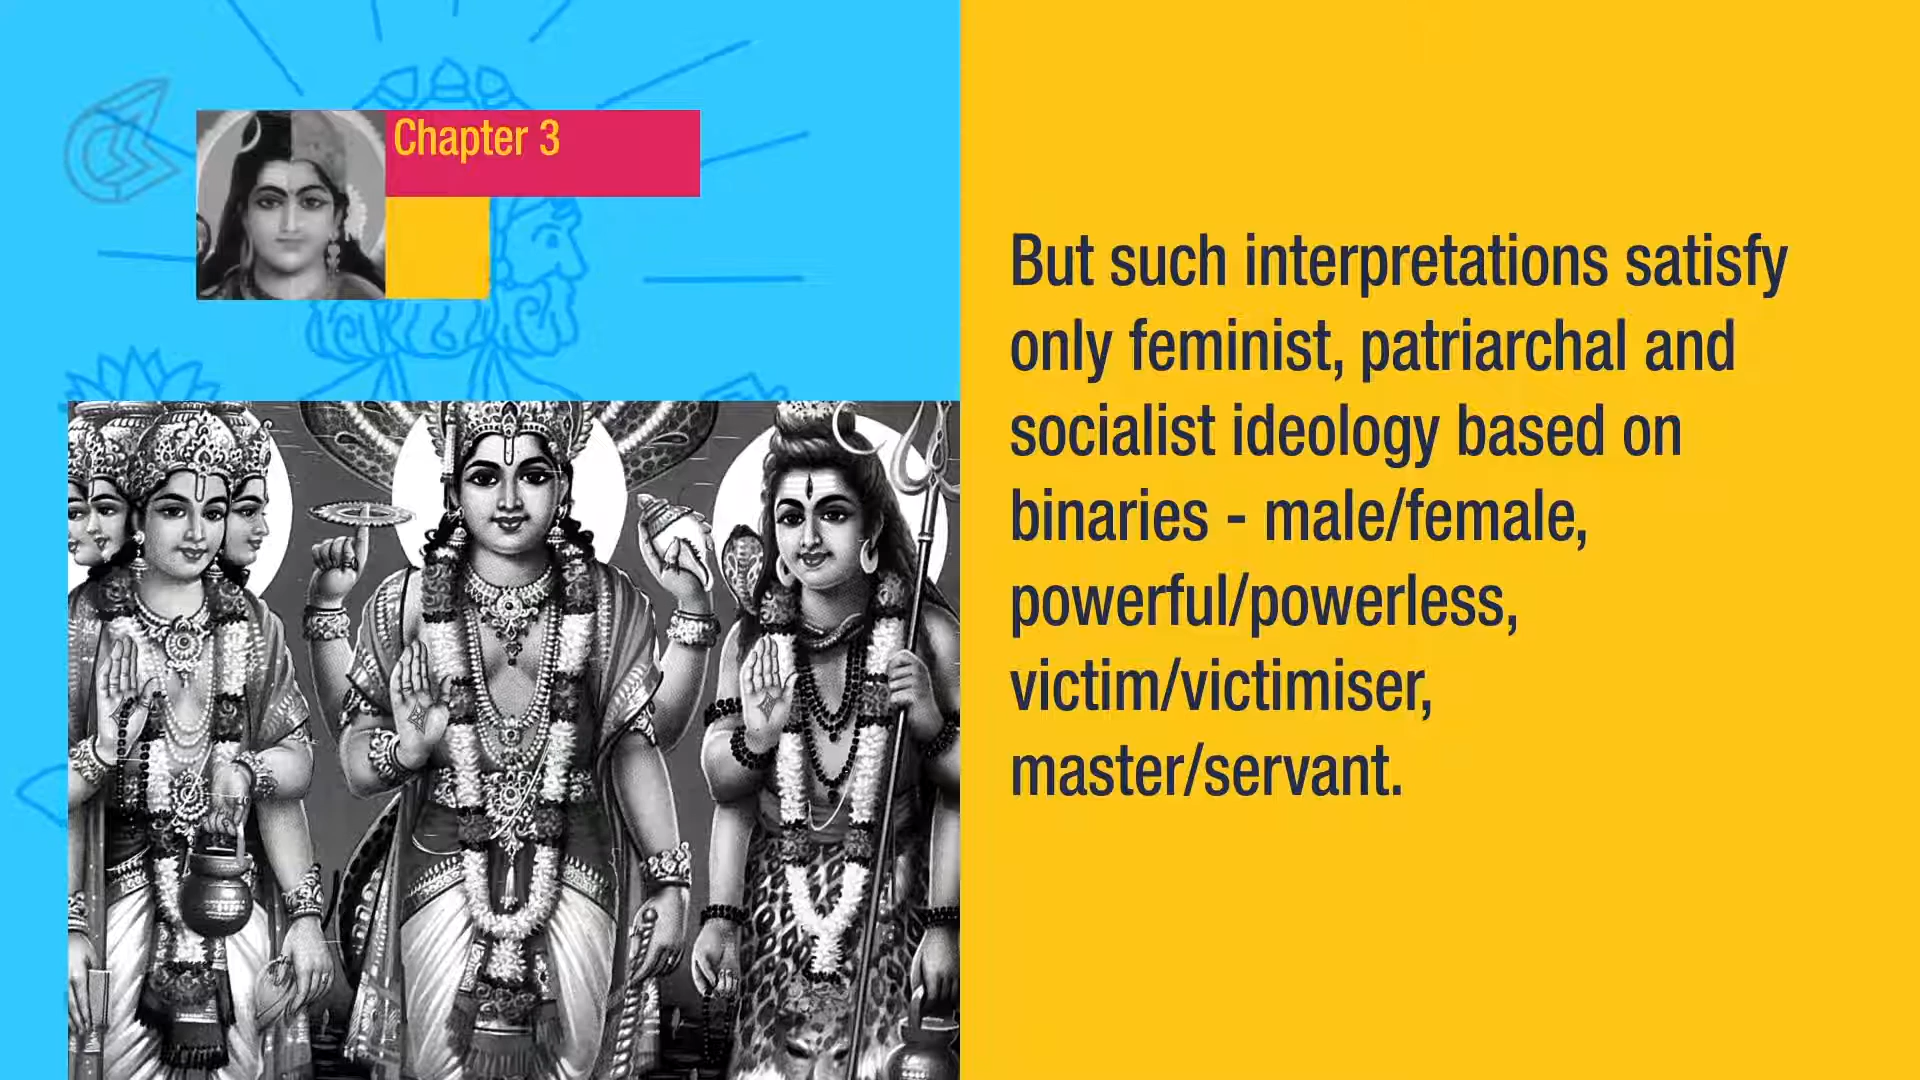 Chapter 3
But such interpretations satisfy
only feminist, patriarchal and
socialist ideology based on
binaries - male/female,
powerful/powerless,
victim/victimiser,
master/servant.